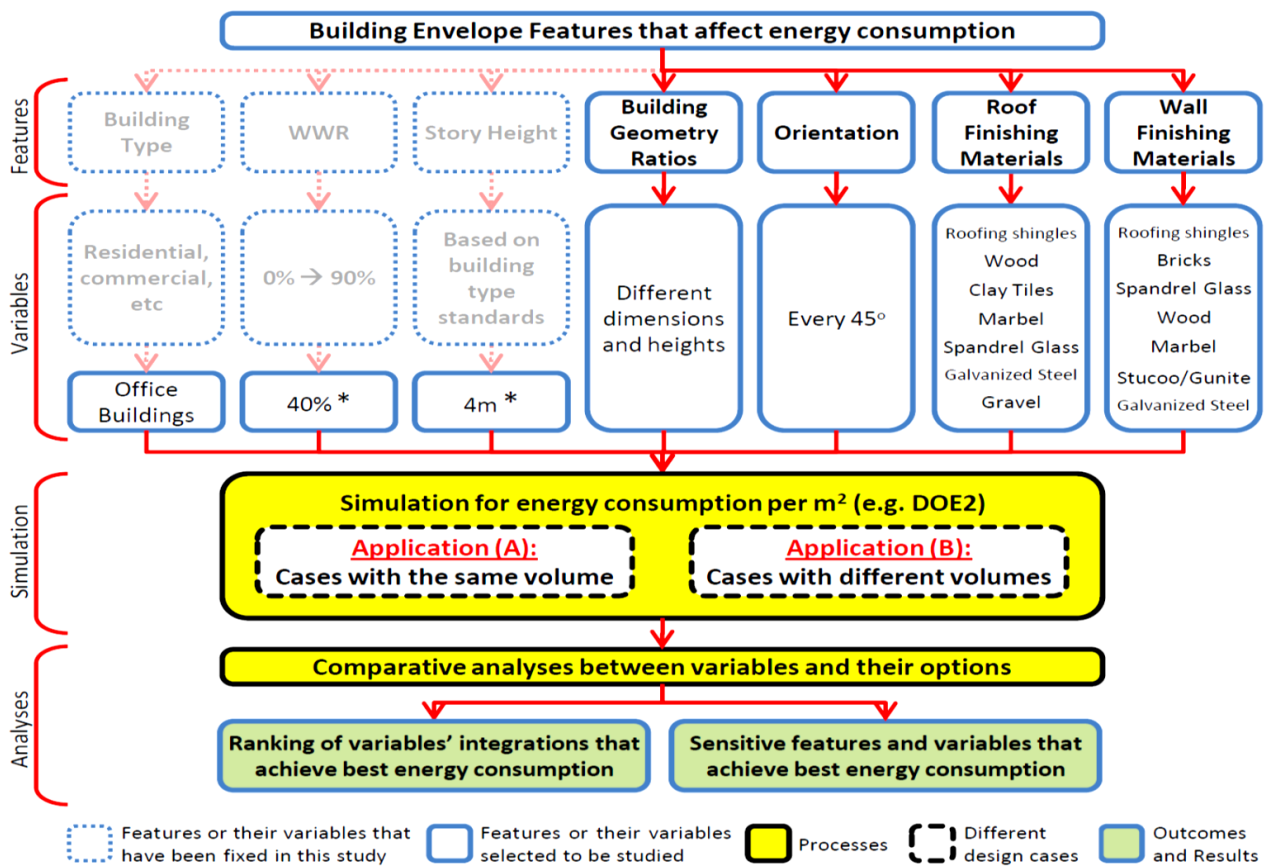 Building Envelope Features that affect energy consumption
Features
Building
Type
WWR
Story Height
Building
Geometry
Ratios
Orientation
Roof
Finishing
Materials
Wall
Finishing
Materials
Variables
Residential,
commercial,
etc
0% → 90%
Based on
building
type
standards
Different
dimensions
and heights
Every 45°
Roofing shingles
Wood
Clay Tiles
Marbel
Spandrel Glass
Galvanized Steel
Gravel
Roofing shingles
Bricks
Spandrel Glass
Wood
Marbel
Stucoo/Gunite
Galvanized Steel
Office
Buildings
40% *
4m *
Simulation
Simulation for energy consumption per m² (e.g. DOE2)
Application (A):
Cases with the same volume
Application (B):
Cases with different volumes
Analyses
Comparative analyses between variables and their options
Ranking of variables' integrations that
achieve best energy consumption
Sensitive features and variables that
achieve best energy consumption
Features or their variables that
have been fixed in this study
Features or their variables
selected to be studied
Processes
Different
design cases
Outcomes
and Results